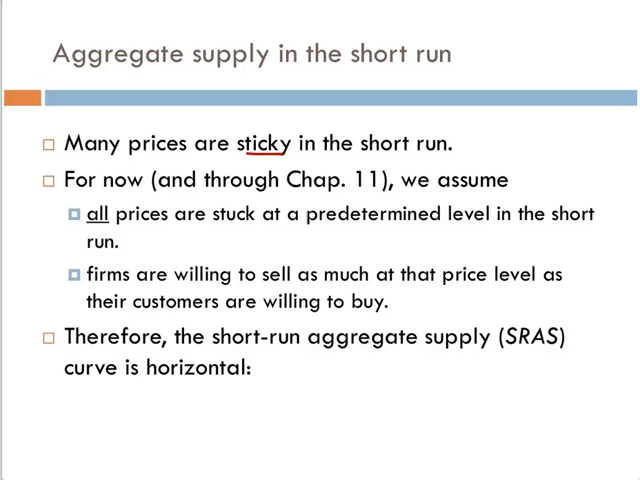 Aggregate supply in the short run
Many prices are sticky in the short run.
For now (and through Chap. 11), we assume
all prices are stuck at a predetermined level in the short
run.
firms are willing to sell as much at that price level as
their customers are willing to buy.
Therefore, the short-run aggregate supply (SRAS)
curve is horizontal: